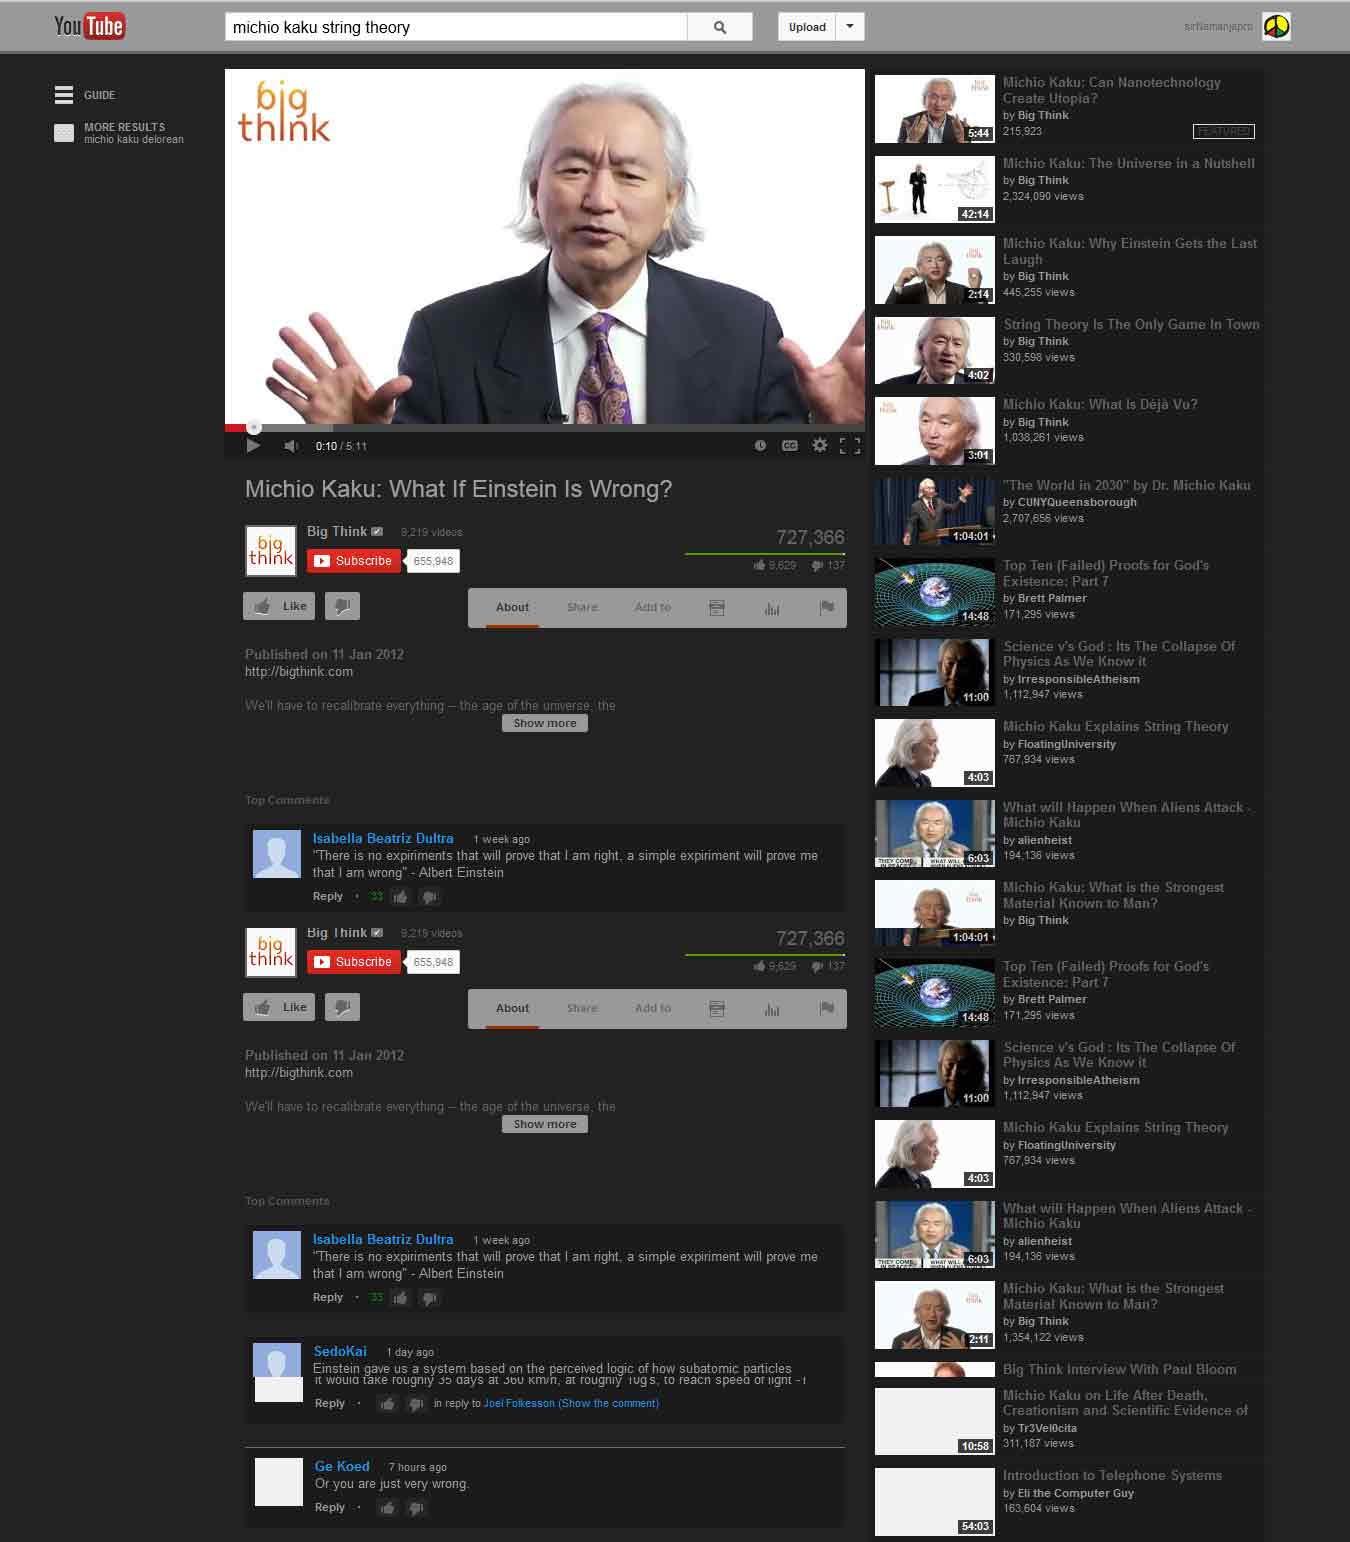 YouTube
michio kaku string theory
Upload
sirNemanjapro
GUIDE
MORE RESULTS
michio kaku delorean
big think
0:10 / 5:11
CC
Michio Kaku: What If Einstein Is Wrong?
big think
Big Think 9,219 videos
Subscribe 655,948
727,366
9,629 137
Like
About Share Add to
Published on 11 Jan 2012
http://bigthink.com
We'll have to recalibrate everything -- the age of the universe, the
Show more
Top Comments
Isabella Beatriz Dultra 1 week ago
"There is no expiriments that will prove that I am right, a simple expiriment will prove me
that I am wrong" - Albert Einstein
Reply · 33
big think
Big Think 9,219 videos
Subscribe 655,948
727,366
9,629 137
Like
About Share Add to
Published on 11 Jan 2012
http://bigthink.com
We'll have to recalibrate everything -- the age of the universe, the
Show more
Top Comments
Isabella Beatriz Dultra 1 week ago
"There is no expiriments that will prove that I am right, a simple expiriment will prove me
that I am wrong" - Albert Einstein
Reply · 33
SedoKai 1 day ago
Einstein gave us a system based on the perceived logic of how subatomic particles
it would take roughly 35 days at 360 km/h, at roughly 10g's, to reach speed of light - I
Reply · in reply to Joel Folkesson (Show the comment)
Ge Koed 7 hours ago
Or you are just very wrong.
Reply ·
5:44
Michio Kaku: Can Nanotechnology
Create Utopia?
by Big Think
215,923
FEATURED
42:14
Michio Kaku: The Universe in a Nutshell
by Big Think
2,324,090 views
2:14
Michio Kaku: Why Einstein Gets the Last
Laugh
by Big Think
445,255 views
4:02
String Theory Is The Only Game In Town
by Big Think
330,598 views
3:01
Michio Kaku: What Is Déjà Vu?
by Big Think
1,038,261 views
1:04:01
"The World in 2030" by Dr. Michio Kaku
by CUNYQueensborough
2,707,656 views
14:48
Top Ten (Failed) Proofs for God's
Existence: Part 7
by Brett Palmer
171,295 views
11:00
Science v's God : Its The Collapse Of
Physics As We Know it
by IrresponsibleAtheism
1,112,947 views
4:03
Michio Kaku Explains String Theory
by FloatingUniversity
767,934 views
THEY COME
6:03
What will Happen When Aliens Attack -
Michio Kaku
by alienheist
194,136 views
1:04:01
Michio Kaku: What is the Strongest
Material Known to Man?
by Big Think
14:48
Top Ten (Failed) Proofs for God's
Existence: Part 7
by Brett Palmer
171,295 views
11:00
Science v's God : Its The Collapse Of
Physics As We Know it
by IrresponsibleAtheism
1,112,947 views
4:03
Michio Kaku Explains String Theory
by FloatingUniversity
767,934 views
THEY COME
6:03
What will Happen When Aliens Attack -
Michio Kaku
by alienheist
194,136 views
2:11
Michio Kaku: What is the Strongest
Material Known to Man?
by Big Think
1,354,122 views
Big Think Interview With Paul Bloom
10:58
Michio Kaku on Life After Death,
Creationism and Scientific Evidence of
by Tr3Vel0cita
311,187 views
54:03
Introduction to Telephone Systems
by Eli the Computer Guy
163,604 views